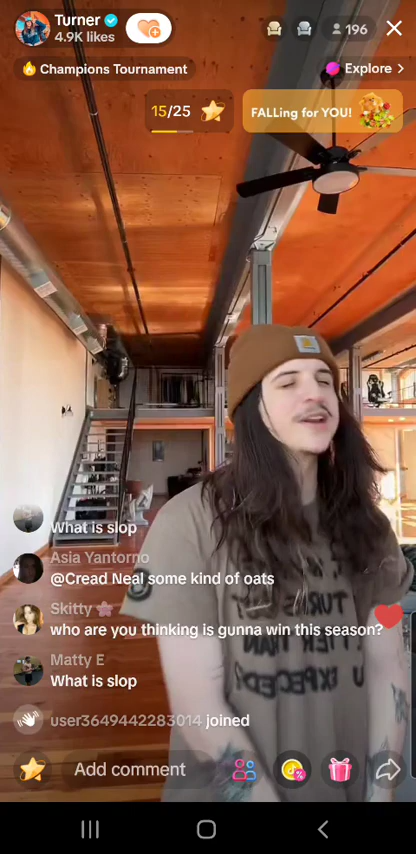 Turner
4.9K likes
196
Champions Tournament
Explore >
15/25
FALLing for YOU!
What is slop
Asia Yantorno
@Cread Neal some kind of oats
Skitty 🌸
who are you thinking is gunna win this season?
Matty E
What is slop
user3649442283014 joined
Add comment
EXPECTED